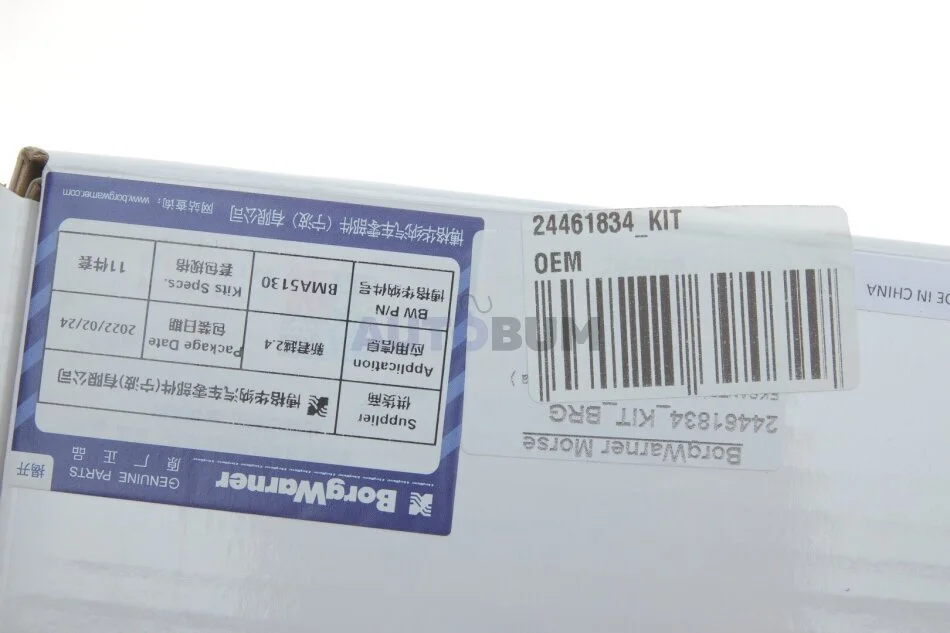 24461834_KIT
OEM
BorgWarner Morse
24461834_KIT_BRG
BorgWarner
GENUINE PARTS
原 厂 正 品
揭开
Supplier 供货商
博格华纳汽车零部件(宁波)有限公司
Application 应用信息
新君越2.4
Package Date 包装日期
2022/02/24
BW P/N 博格华纳件号
BMA5130
Kits Specs. 套包规格
11件套
博格华纳汽车零部件（宁波）有限公司
网站查询：www.borgwarner.com
IN CHINA
AUTOBUM